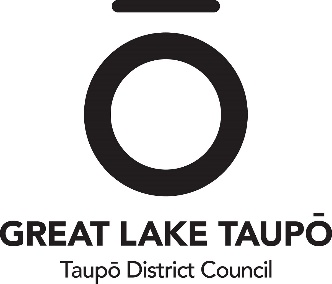 Ō
GREAT LAKE TAUPŌ
Taupō District Council